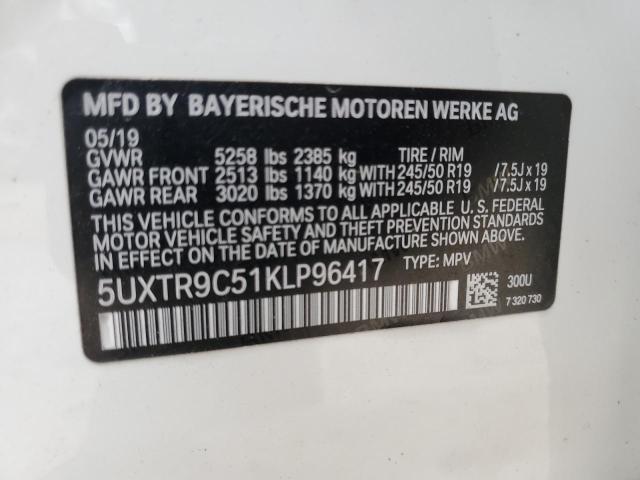 MFD BY BAYERISCHE MOTOREN WERKE AG
05/19
GVWR 5258 lbs 2385 kg TIRE / RIM
GAWR FRONT 2513 lbs 1140 kg WITH 245/50 R19 /7.5J x 19
GAWR REAR 3020 lbs 1370 kg WITH 245/50 R19 /7.5J x 19
THIS VEHICLE CONFORMS TO ALL APPLICABLE U. S. FEDERAL
MOTOR VEHICLE SAFETY AND THEFT PREVENTION STANDARDS
IN EFFECT ON THE DATE OF MANUFACTURE SHOWN ABOVE.
5UXTR9C51KLP96417 TYPE: MPV
300U
7 320 730